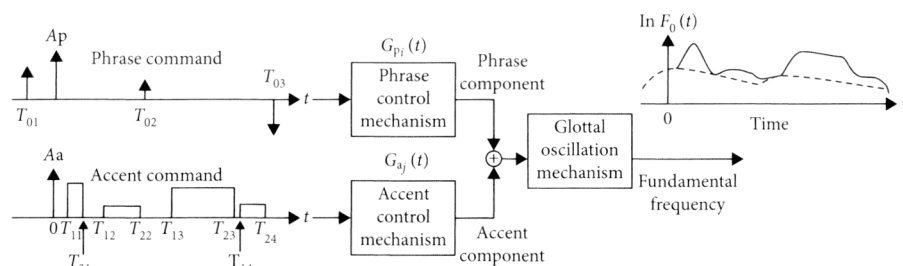 In F0 (t)
Ap
Phrase command
T03
T01
T02
t
Gpi (t)
Phrase
control
mechanism
Phrase
component
+
Glottal
oscillation
mechanism
0
Time
Fundamental
frequency
Aa
Accent command
0
T11
T12
T22
T13
T23
T24
t
Gaj (t)
Accent
control
mechanism
Accent
component